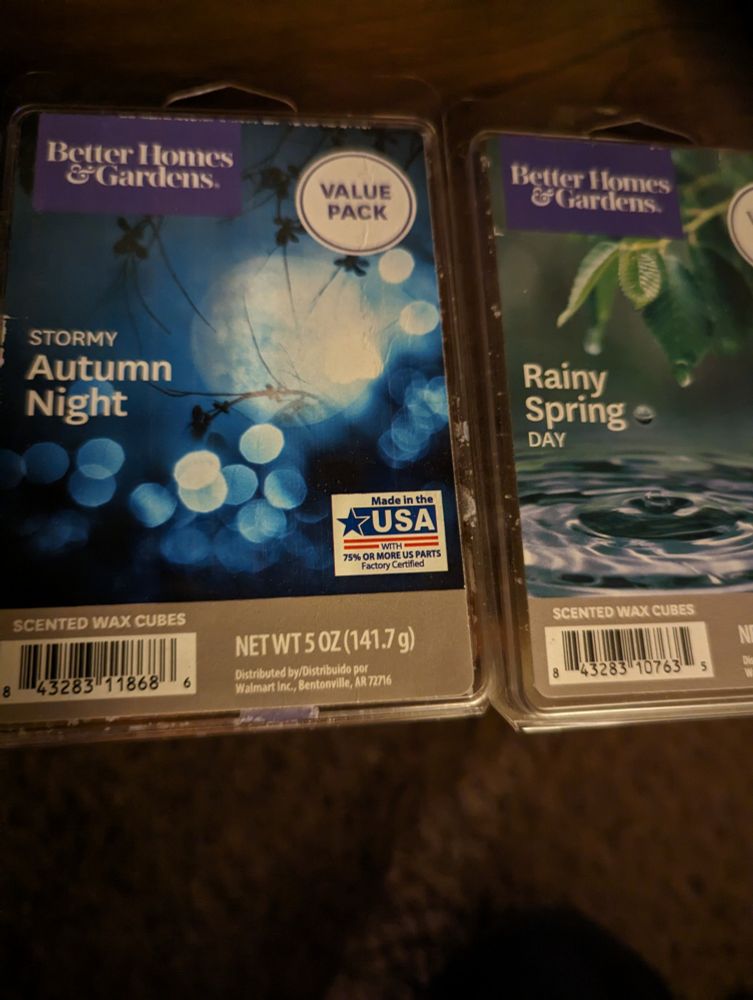 Better Homes
& Gardens®
VALUE
PACK
STORMY
Autumn
Night
Made in the
USA
WITH
75% OR MORE US PARTS
Factory Certified
SCENTED WAX CUBES
NET WT 5 OZ (141.7 g)
Distributed by/Distribuido por
Walmart Inc., Bentonville, AR 72716
8 43283 11868 6
Better Homes
& Gardens®
Rainy
Spring
DAY
SCENTED WAX CUBES
8 43283 10763 5